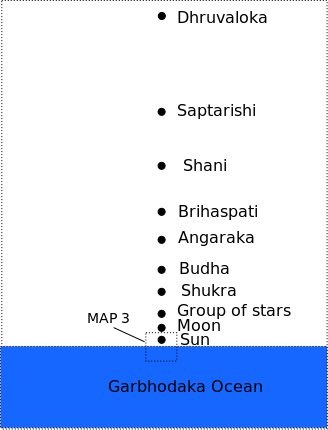 Dhruvaloka
Saptarishi
Shani
Brihaspati
Angaraka
Budha
Shukra
Group of stars
MAP 3
Moon
Sun
Garbhodaka Ocean